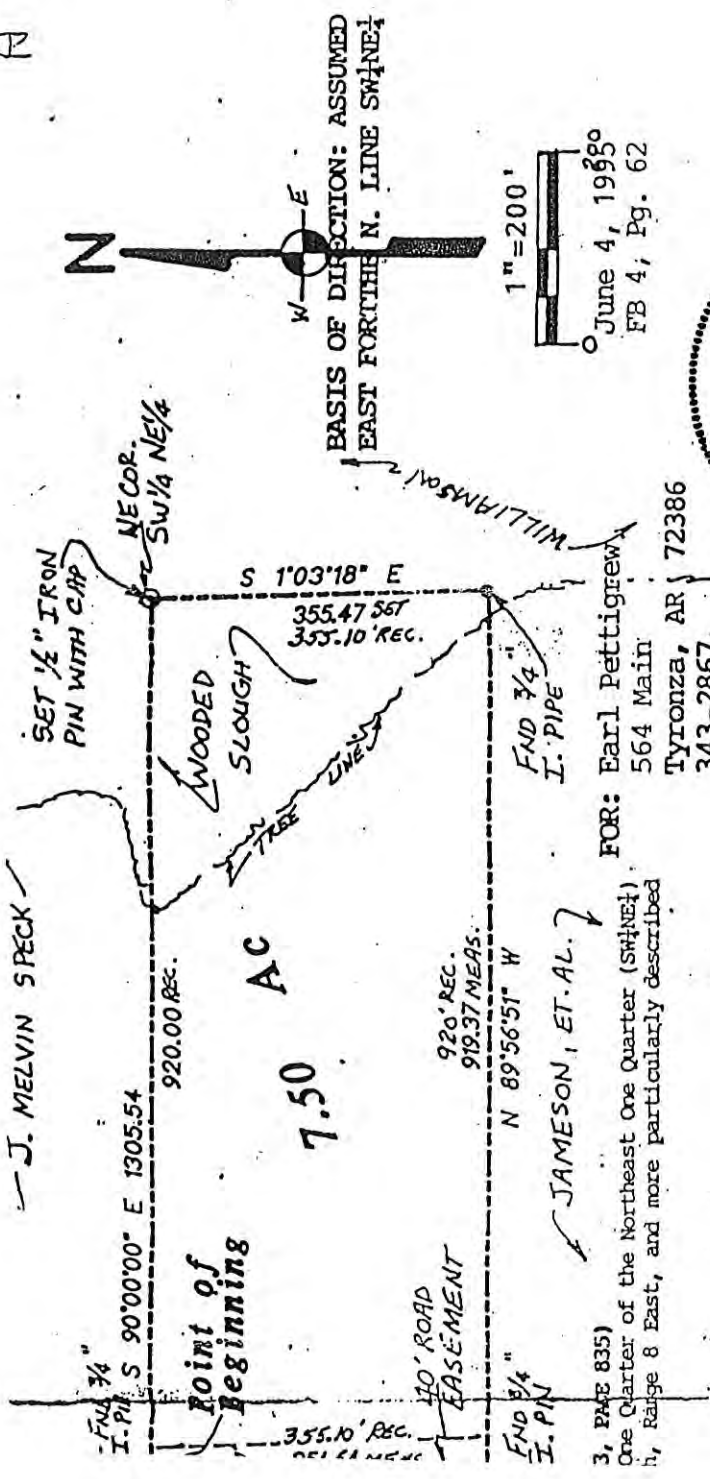 J. MELVIN SPECK
SET ½" IRON
PIN WITH CAP
NE COR.
SW¼ NE¼
FND 3/4"
I. PIN
S 90°00'00" E 1305.54
920.00 REC.
Point of
Beginning
WOODED
SLOUGH
TREE
LINE
7.50 AC
S 1°03'18" E
355.47 SET
355.10' REC.
355.10' REC.
40' ROAD
EASEMENT
920' REC.
919.37 MEAS.
N 89°56'51" W
FND 3/4"
I. PIN
FND 3/4"
I. PIPE
JAMESON, ET. AL.
WILLIAMSON
N
W E
BASIS OF DIRECTION: ASSUMED
EAST FOR THE N. LINE SW¼NE¼
1"=200'
0 200
June 4, 1995
FB 4; Pg. 62
FOR: Earl Pettigrew
564 Main
Tyronza, AR 72386
343-2867
3, PAGE 835)
One Quarter of the Northeast One Quarter (SW¼NE¼)
h, Range 8 East, and more particularly described